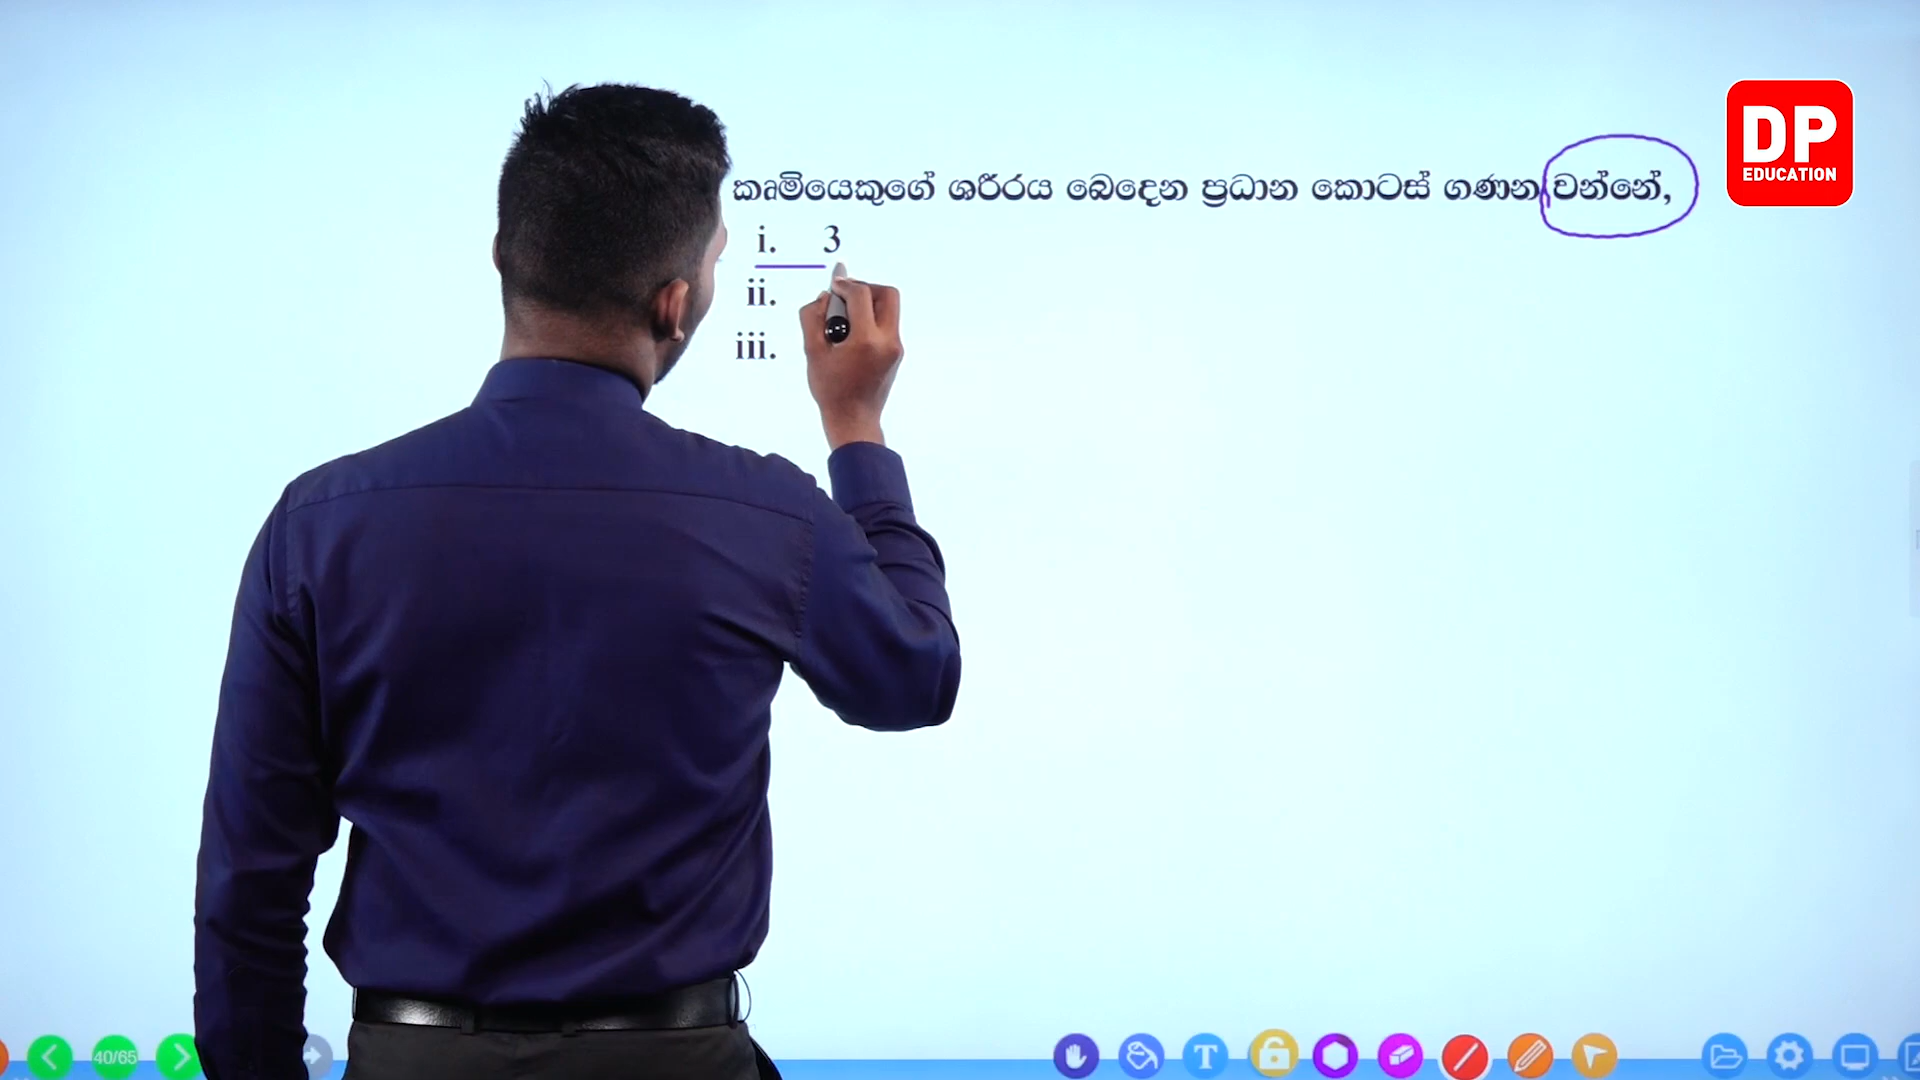 DP
EDUCATION
කෘමියෙකුගේ ශරීරය බෙදෙන ප්‍රධාන කොටස් ගණන වන්නේ,
i. 3
ii.
iii.
40/65
T